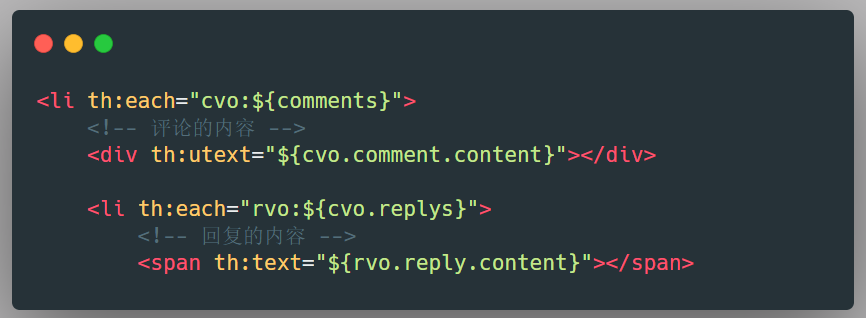 <li th:each="cvo:${comments}">
<!-- 评论的内容 -->
<div th:utext="${cvo.comment.content}"></div>
<li th:each="rvo:${cvo.replys}">
<!-- 回复的内容 -->
<span th:text="${rvo.reply.content}"></span>